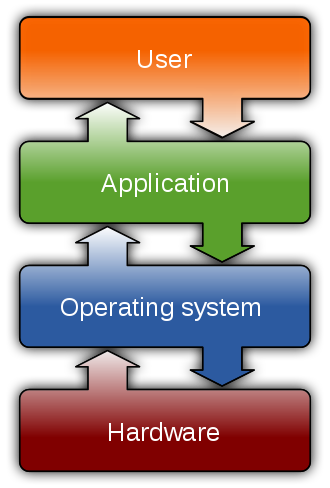 User
Application
Operating system
Hardware